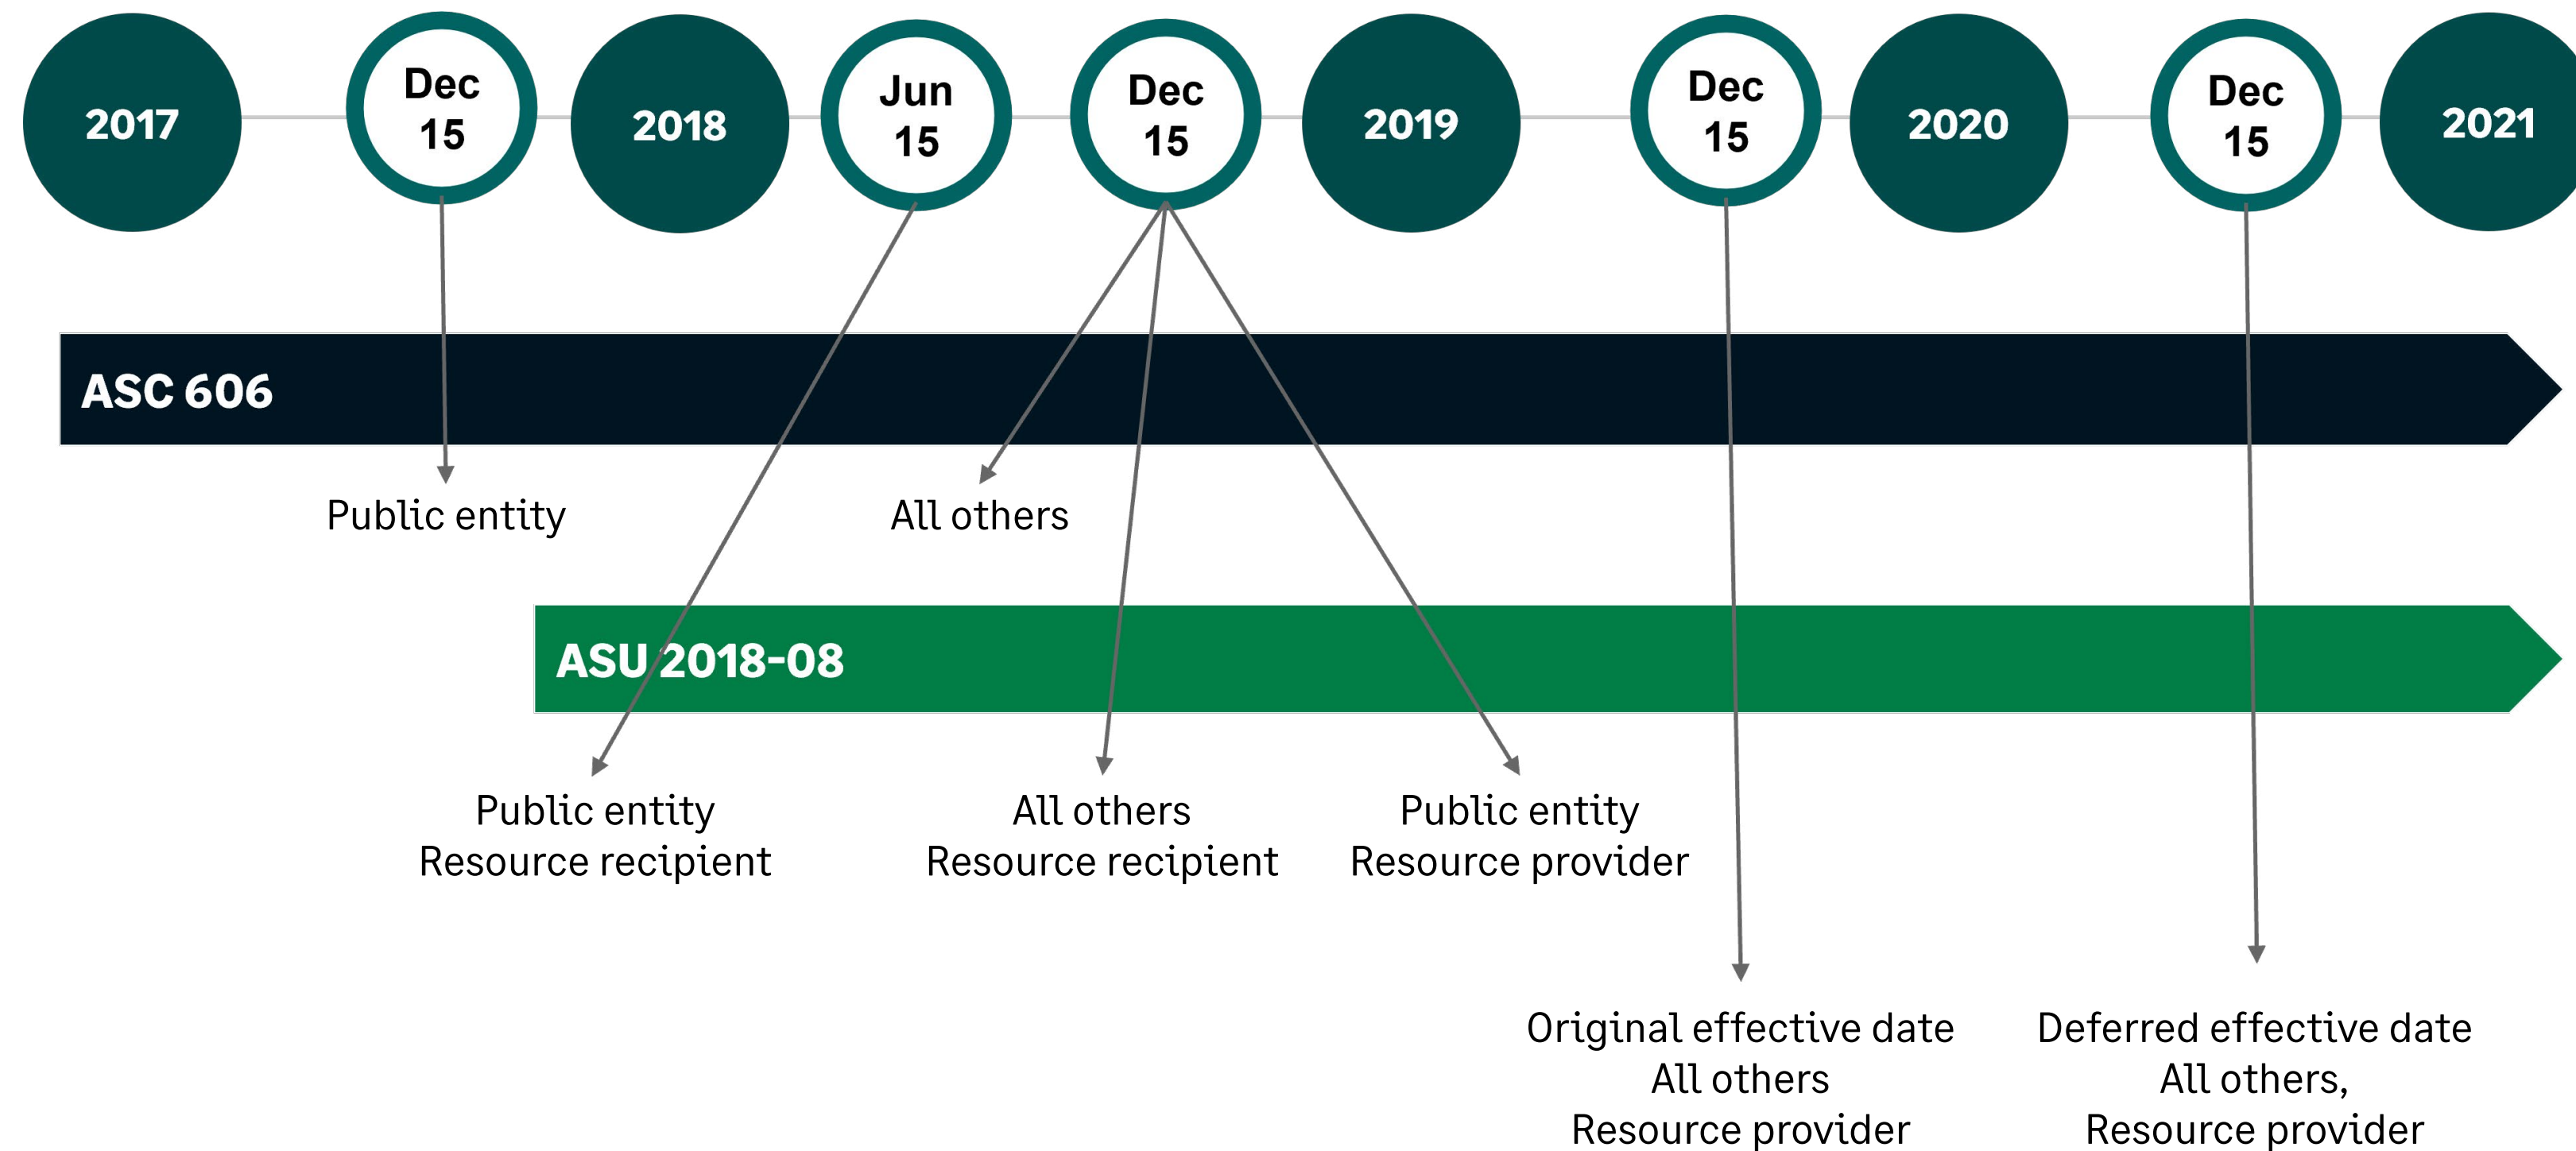 2017
Dec
15
2018
Jun
15
Dec
15
2019
Dec
15
2020
Dec
15
2021
ASC 606
Public entity
All others
ASU 2018-08
Public entity
Resource recipient
All others
Resource recipient
Public entity
Resource provider
Original effective date
All others
Resource provider
Deferred effective date
All others,
Resource provider